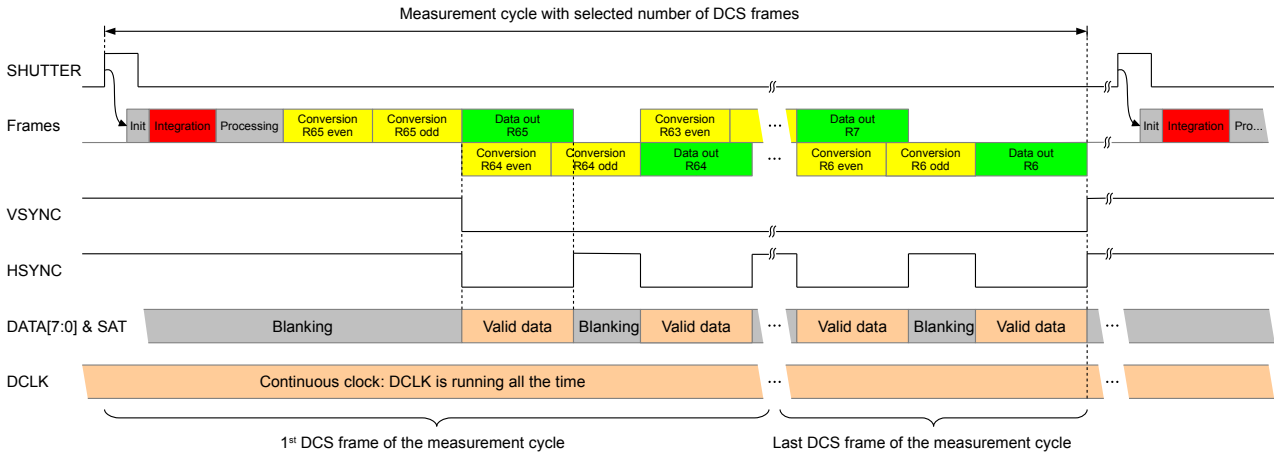 Measurement cycle with selected number of DCS frames
SHUTTER
Frames
Init
Integration
Processing
Conversion
R65 even
Conversion
R65 odd
Data out
R65
Conversion
R63 even
...
Data out
R7
Init
Integration
Pro...
Conversion
R64 even
Conversion
R64 odd
Data out
R64
...
Conversion
R6 even
Conversion
R6 odd
Data out
R6
VSYNC
HSYNC
DATA[7:0] & SAT
Blanking
Valid data
Blanking
Valid data
...
Valid data
Blanking
Valid data
...
DCLK
Continuous clock: DCLK is running all the time
...
...
1st DCS frame of the measurement cycle
Last DCS frame of the measurement cycle